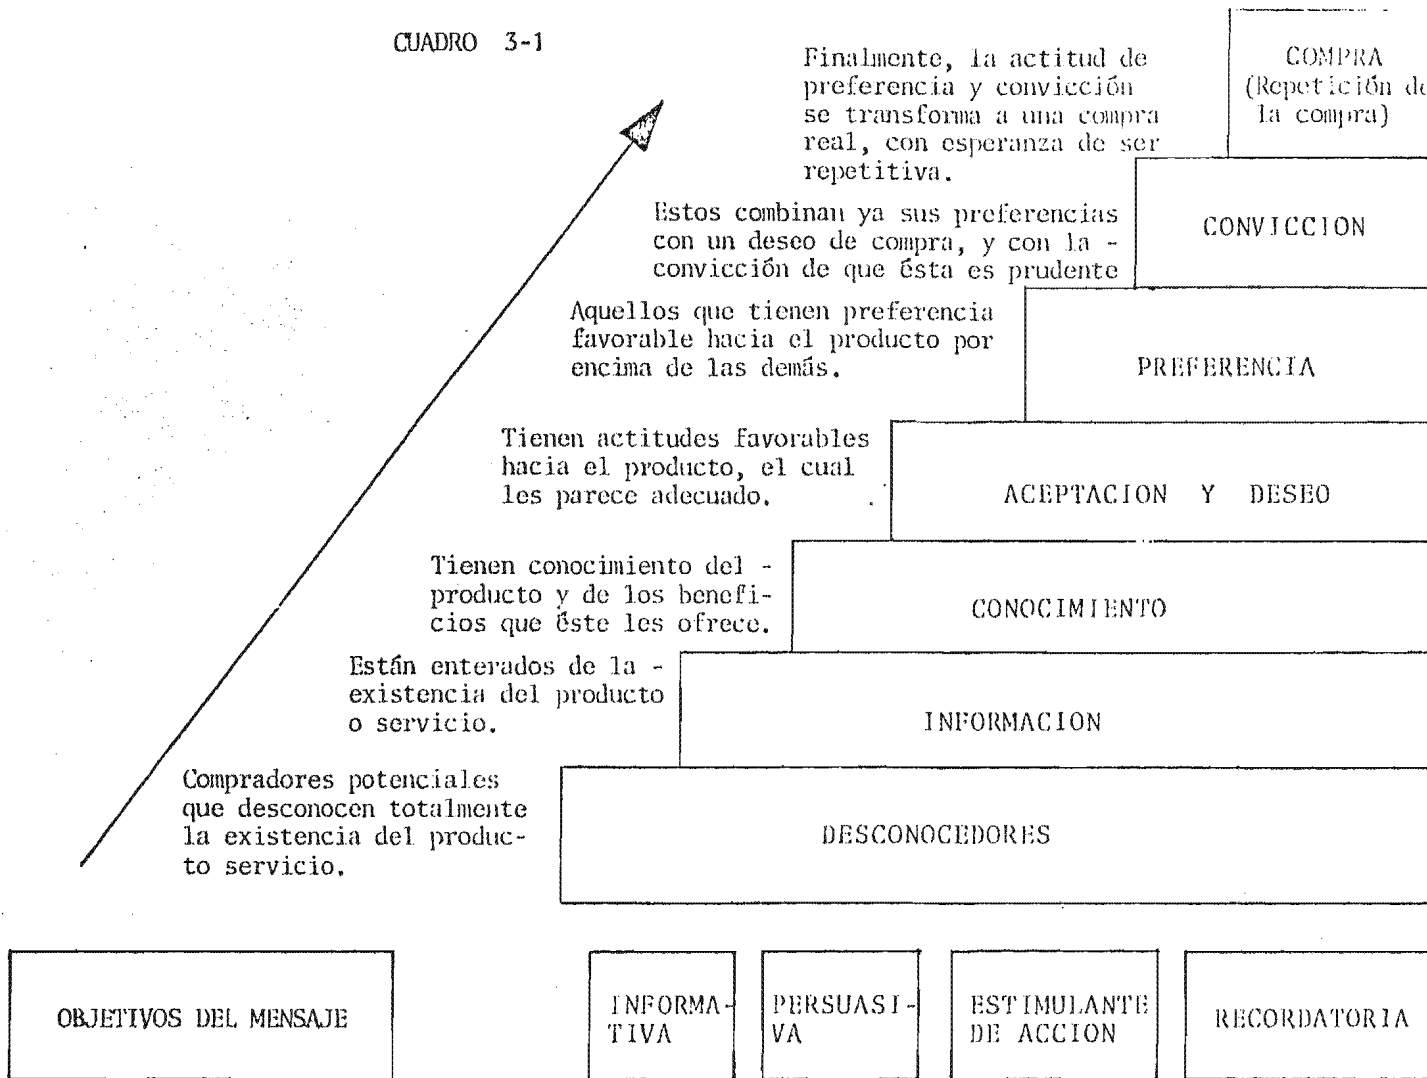 CUADRO 3-1
Finalmente, la actitud de
preferencia y convicción
se transforma a una compra
real, con esperanza de ser
repetitiva.
COMPRA
(Repetición de
la compra)
Estos combinan ya sus preferencias
con un deseo de compra, y con la -
convicción de que ésta es prudente
CONVICCION
Aquellos que tienen preferencia
favorable hacia el producto por
encima de las demás.
PREFERENCIA
Tienen actitudes favorables
hacia el producto, el cual
les parece adecuado.
ACEPTACION Y DESEO
Tienen conocimiento del -
producto y de los benefi-
cios que éste les ofrece.
CONOCIMIENTO
Están enterados de la -
existencia del producto
o servicio.
INFORMACION
Compradores potenciales
que desconocen totalmente
la existencia del produc-
to servicio.
DESCONOCEDORES
OBJETIVOS DEL MENSAJE
INFORMA-
TIVA
PERSUASI-
VA
ESTIMULANTE
DE ACCION
RECORDATORIA